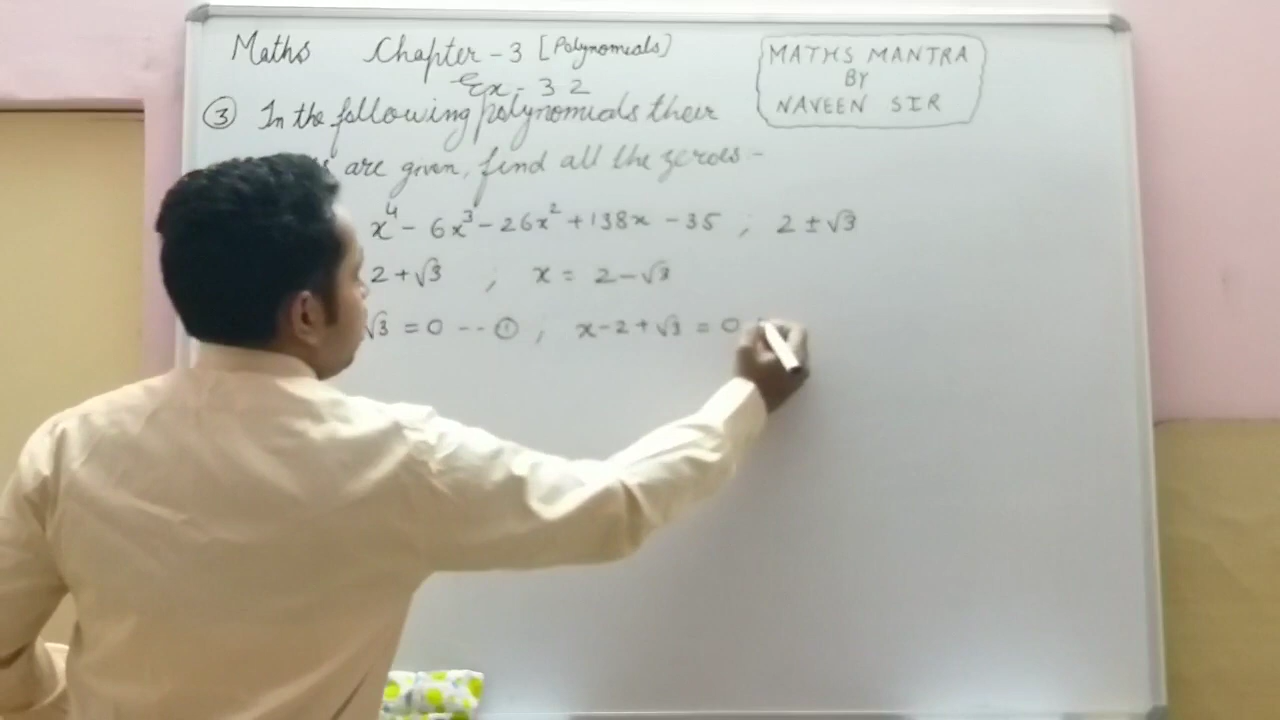 Maths Chapter - 3 [Polynomials]
Ex - 3 2
MATHS MANTRA
BY
NAVEEN SIR
③ In the following polynomials their
are given, find all the zeroes -
x⁴ - 6x³ - 26x² + 138x - 35 ; 2 ± √3
2 + √3 ; x = 2 - √3
√3 = 0 -- ① , x - 2 + √3 = 0